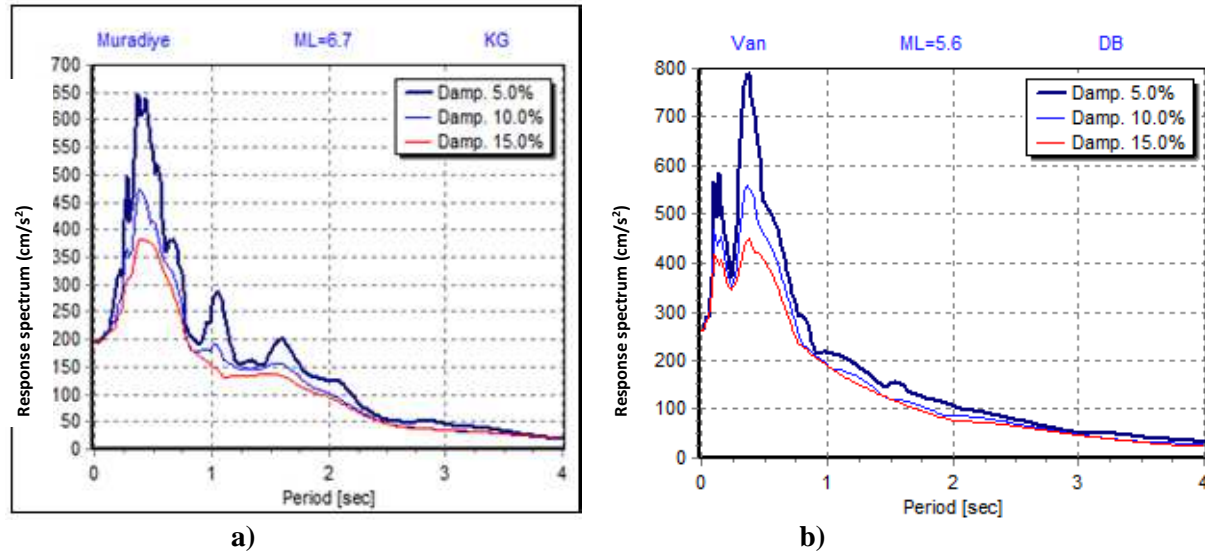 Muradiye ML=6.7 KG
Response spectrum (cm/s²)
700
650
600
550
500
450
400
350
300
250
200
150
100
50
0
Damp. 5.0%
Damp. 10.0%
Damp. 15.0%
0 1 2 3 4
Period [sec]
a)
Van ML=5.6 DB
Response spectrum (cm/s²)
800
700
600
500
400
300
200
100
0
Damp. 5.0%
Damp. 10.0%
Damp. 15.0%
0 1 2 3 4
Period [sec]
b)